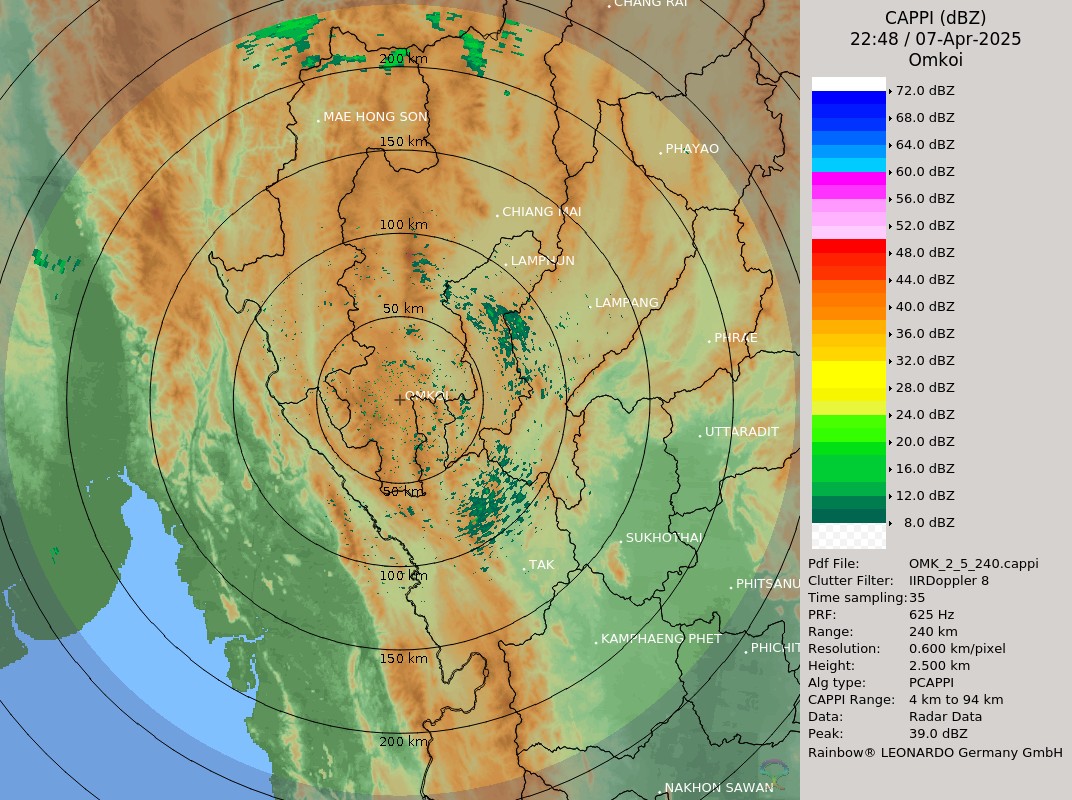 CHANG RAI
200 km
MAE HONG SON
150 km
PHAYAO
CHIANG MAI
100 km
LAMPHUN
LAMPANG
50 km
PHRAE
OMKOI
UTTARADIT
50 km
SUKHOTHAI
TAK
100 km
PHITSANU
KAMPHAENG PHET
PHICHIT
150 km
200 km
NAKHON SAWAN
CAPPI (dBZ)
22:48 / 07-Apr-2025
Omkoi
72.0 dBZ
68.0 dBZ
64.0 dBZ
60.0 dBZ
56.0 dBZ
52.0 dBZ
48.0 dBZ
44.0 dBZ
40.0 dBZ
36.0 dBZ
32.0 dBZ
28.0 dBZ
24.0 dBZ
20.0 dBZ
16.0 dBZ
12.0 dBZ
8.0 dBZ
Pdf File: OMK_2_5_240.cappi
Clutter Filter: IIRDoppler 8
Time sampling: 35
PRF: 625 Hz
Range: 240 km
Resolution: 0.600 km/pixel
Height: 2.500 km
Alg type: PCAPPI
CAPPI Range: 4 km to 94 km
Data: Radar Data
Peak: 39.0 dBZ
Rainbow® LEONARDO Germany GmbH